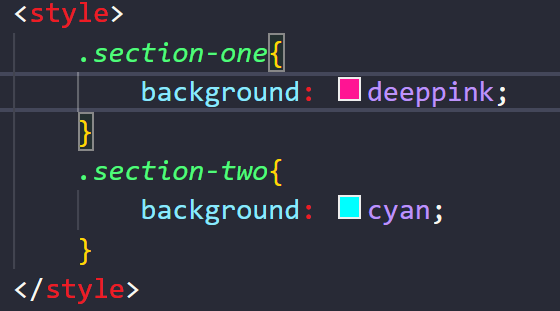 <style>
.section-one{
background: deeppink;
}
.section-two{
background: cyan;
}
</style>